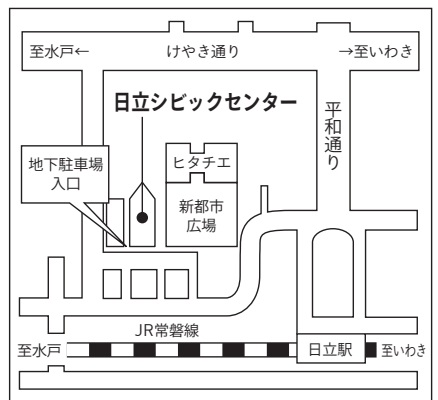 至水戸←
けやき通り
→至いわき
日立シビックセンター
平和通り
地下駐車場
入口
ヒタチエ
新都市
広場
JR常磐線
至水戸
日立駅
至いわき